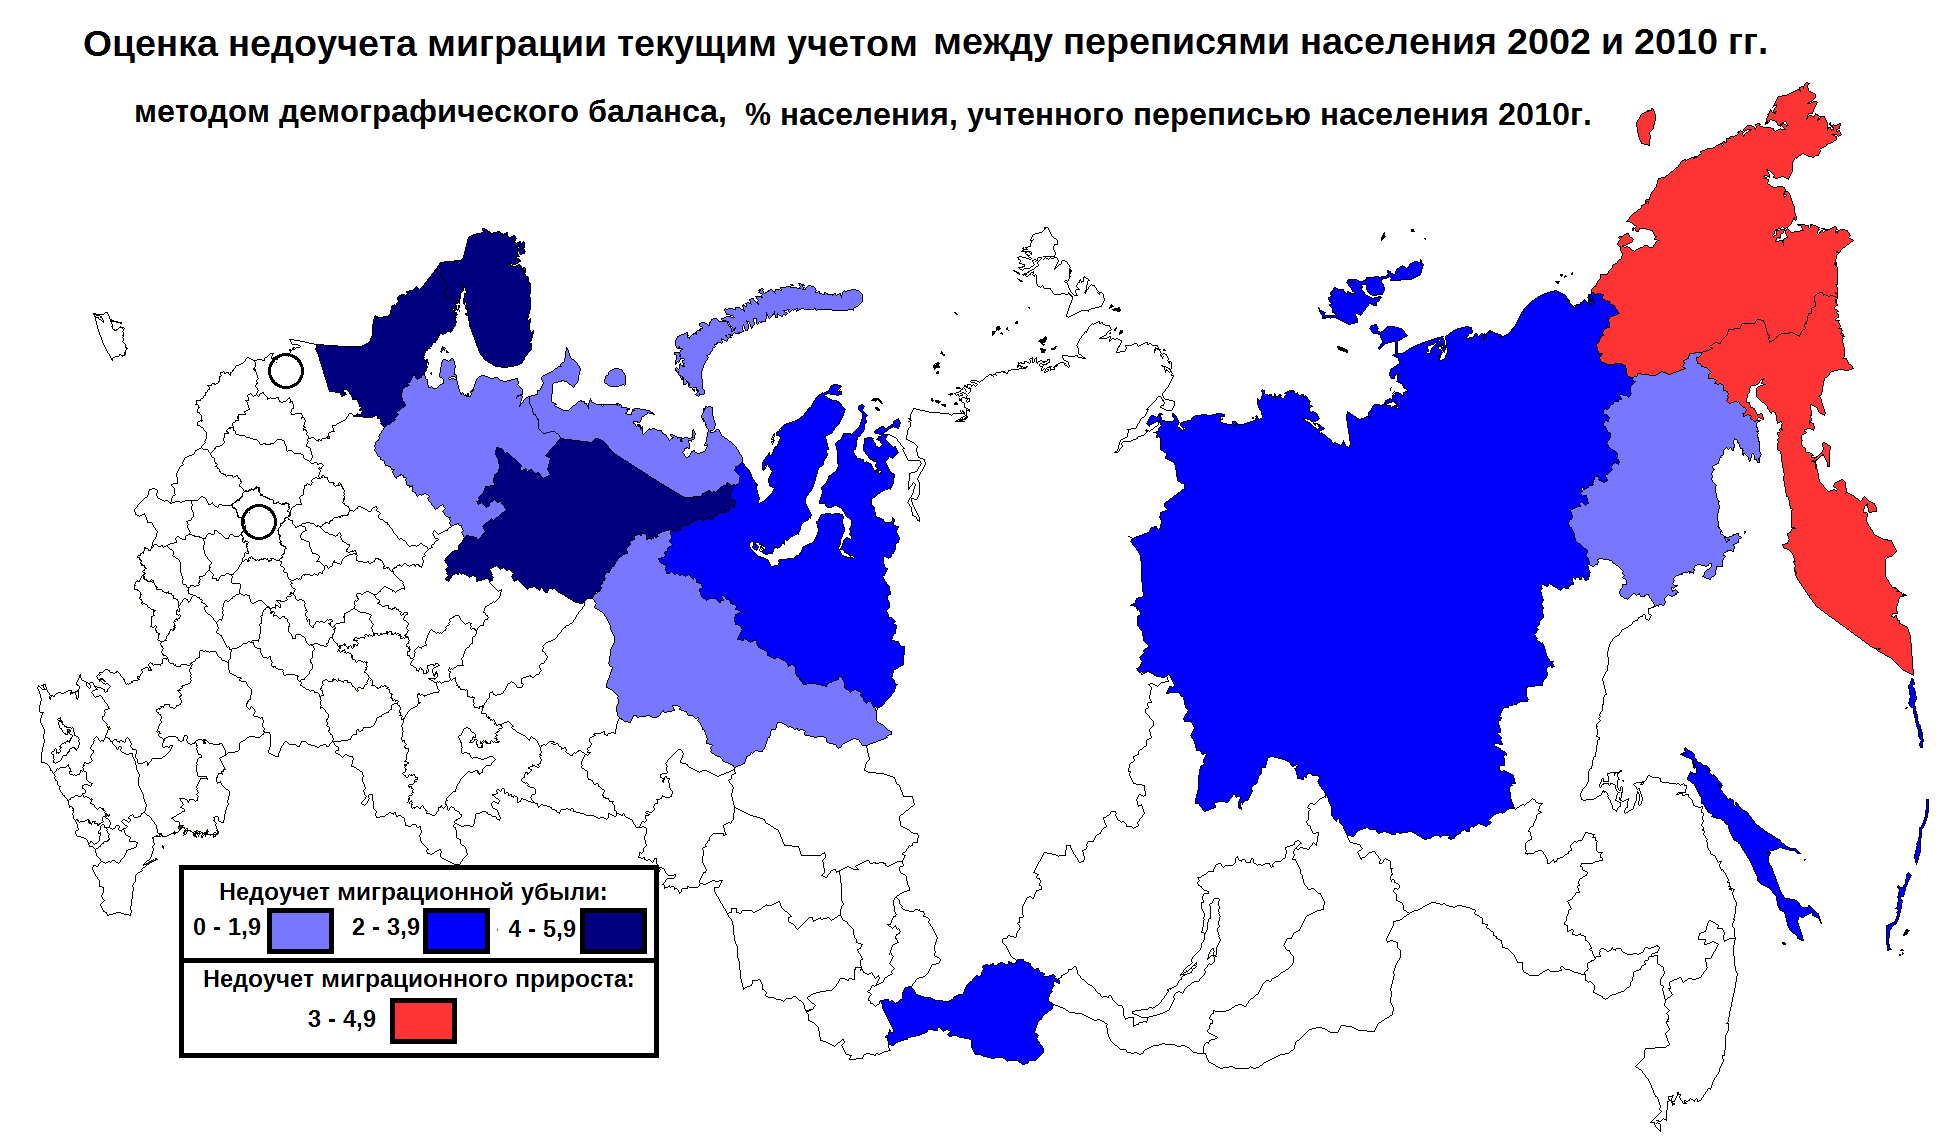 Оценка недоучета миграции текущим учетом между переписями населения 2002 и 2010 гг.
методом демографического баланса, % населения, учтенного переписью населения 2010г.
Недоучет миграционной убыли:
0 - 1,9 2 - 3,9 4 - 5,9
Недоучет миграционного прироста:
3 - 4,9